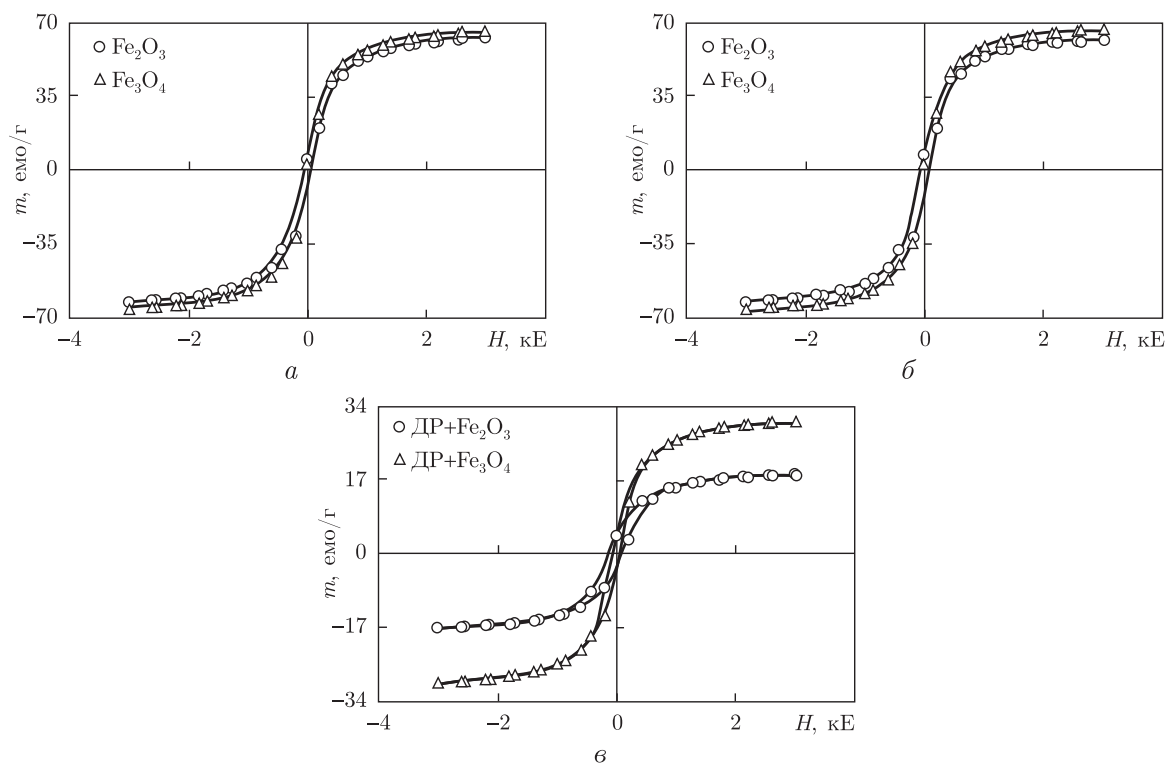 70
35
0
−35
−70
m, емо/г
○ Fe₂O₃
△ Fe₃O₄
−4
−2
0
2
H, кЕ
а
70
35
0
−35
−70
m, емо/г
○ Fe₂O₃
△ Fe₃O₄
−4
−2
0
2
H, кЕ
б
34
17
0
−17
−34
m, емо/г
○ ДР+Fe₂O₃
△ ДР+Fe₃O₄
−4
−2
0
2
H, кЕ
в